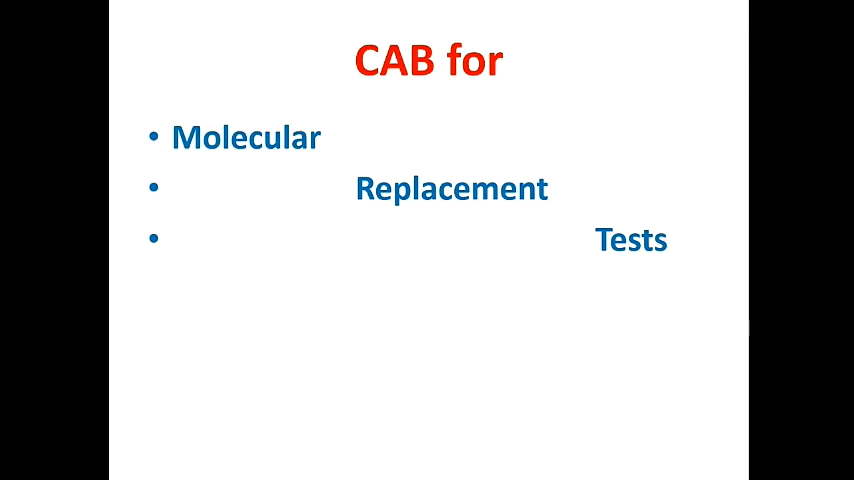 CAB for
• Molecular
• Replacement
• Tests